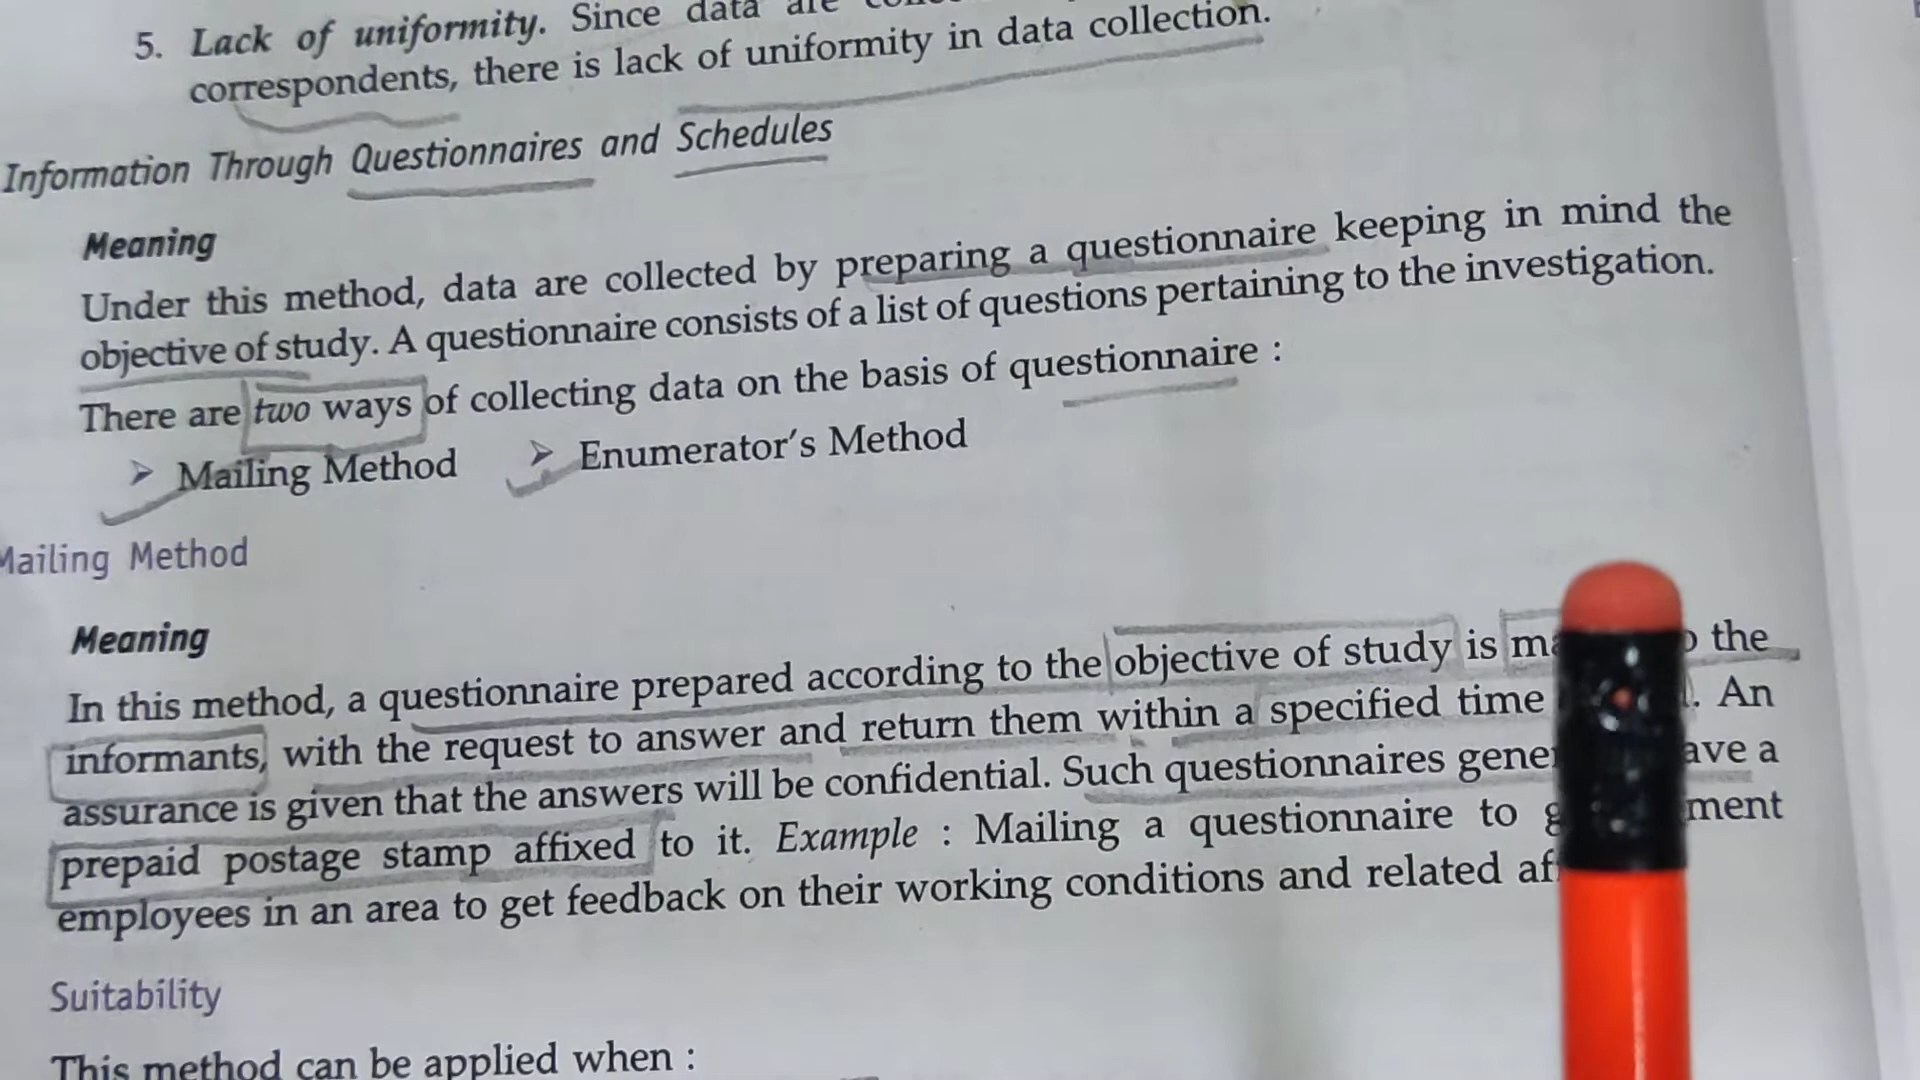 5. Lack of uniformity. Since data are
correspondents, there is lack of uniformity in data collection.
Information Through Questionnaires and Schedules
Meaning
Under this method, data are collected by preparing a questionnaire keeping in mind the
objective of study. A questionnaire consists of a list of questions pertaining to the investigation.
There are two ways of collecting data on the basis of questionnaire :
➢ Mailing Method ➢ Enumerator's Method
Mailing Method
Meaning
In this method, a questionnaire prepared according to the objective of study is the
informants, with the request to answer and return them within a specified time An
assurance is given that the answers will be confidential. Such questionnaires a
prepaid postage stamp affixed to it. Example : Mailing a questionnaire to
employees in an area to get feedback on their working conditions and related
Suitability
This method can be applied when :